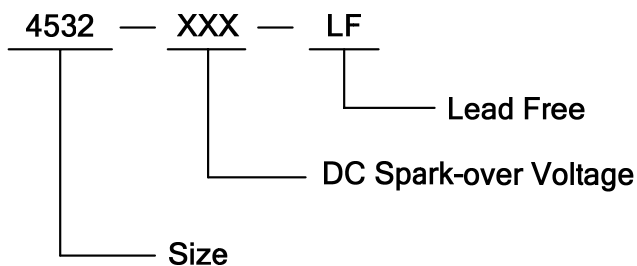 4532 — XXX — LF
Lead Free
DC Spark-over Voltage
Size